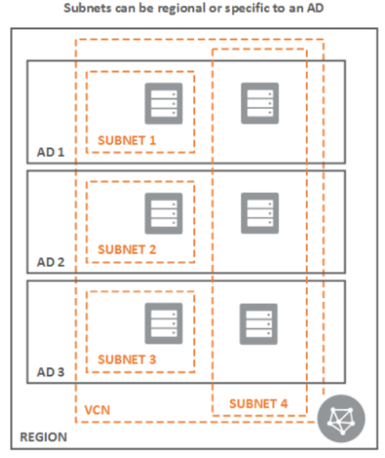 Subnets can be regional or specific to an AD
SUBNET 1
AD 1
SUBNET 2
AD 2
SUBNET 3
AD 3
VCN
SUBNET 4
REGION